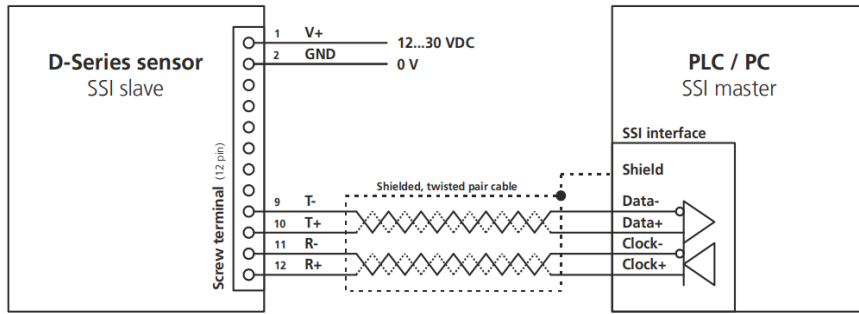 D-Series sensor
SSI slave
Screw terminal (12 pin)
1 V+ 12...30 VDC
2 GND 0 V
9 T-
10 T+
11 R-
12 R+
Shielded, twisted pair cable
PLC / PC
SSI master
SSI interface
Shield
Data-
Data+
Clock-
Clock+